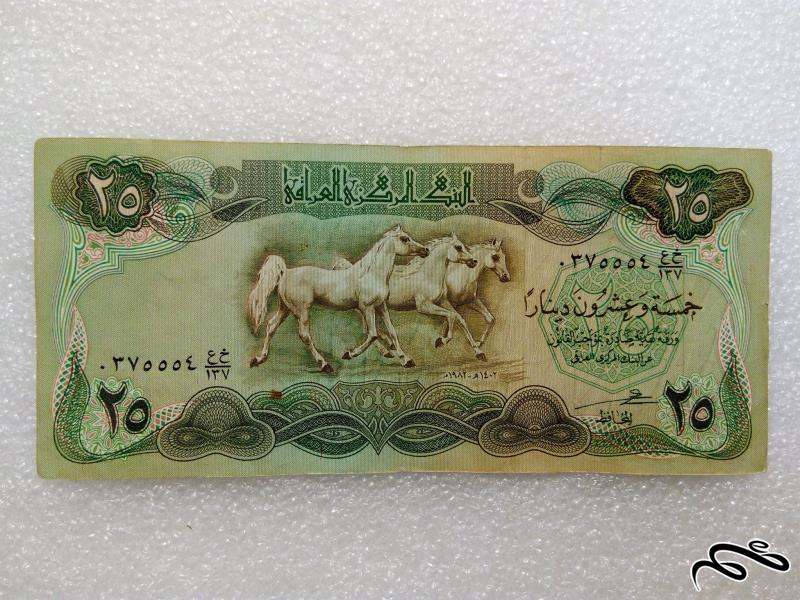 البنك المركزي العراقي
٢٥
٢٥
خ ع
١٣٧
٠٣٧٥٥٥٤
خمسة وعشرون ديناراً
ورقة نقدية صادرة بموجب القانون
عن البنك المركزي العراقي
خ ع
١٣٧
٠٣٧٥٥٥٤
١٤٠٢هـ-١٩٨٢م
المحافظ
٢٥
٢٥